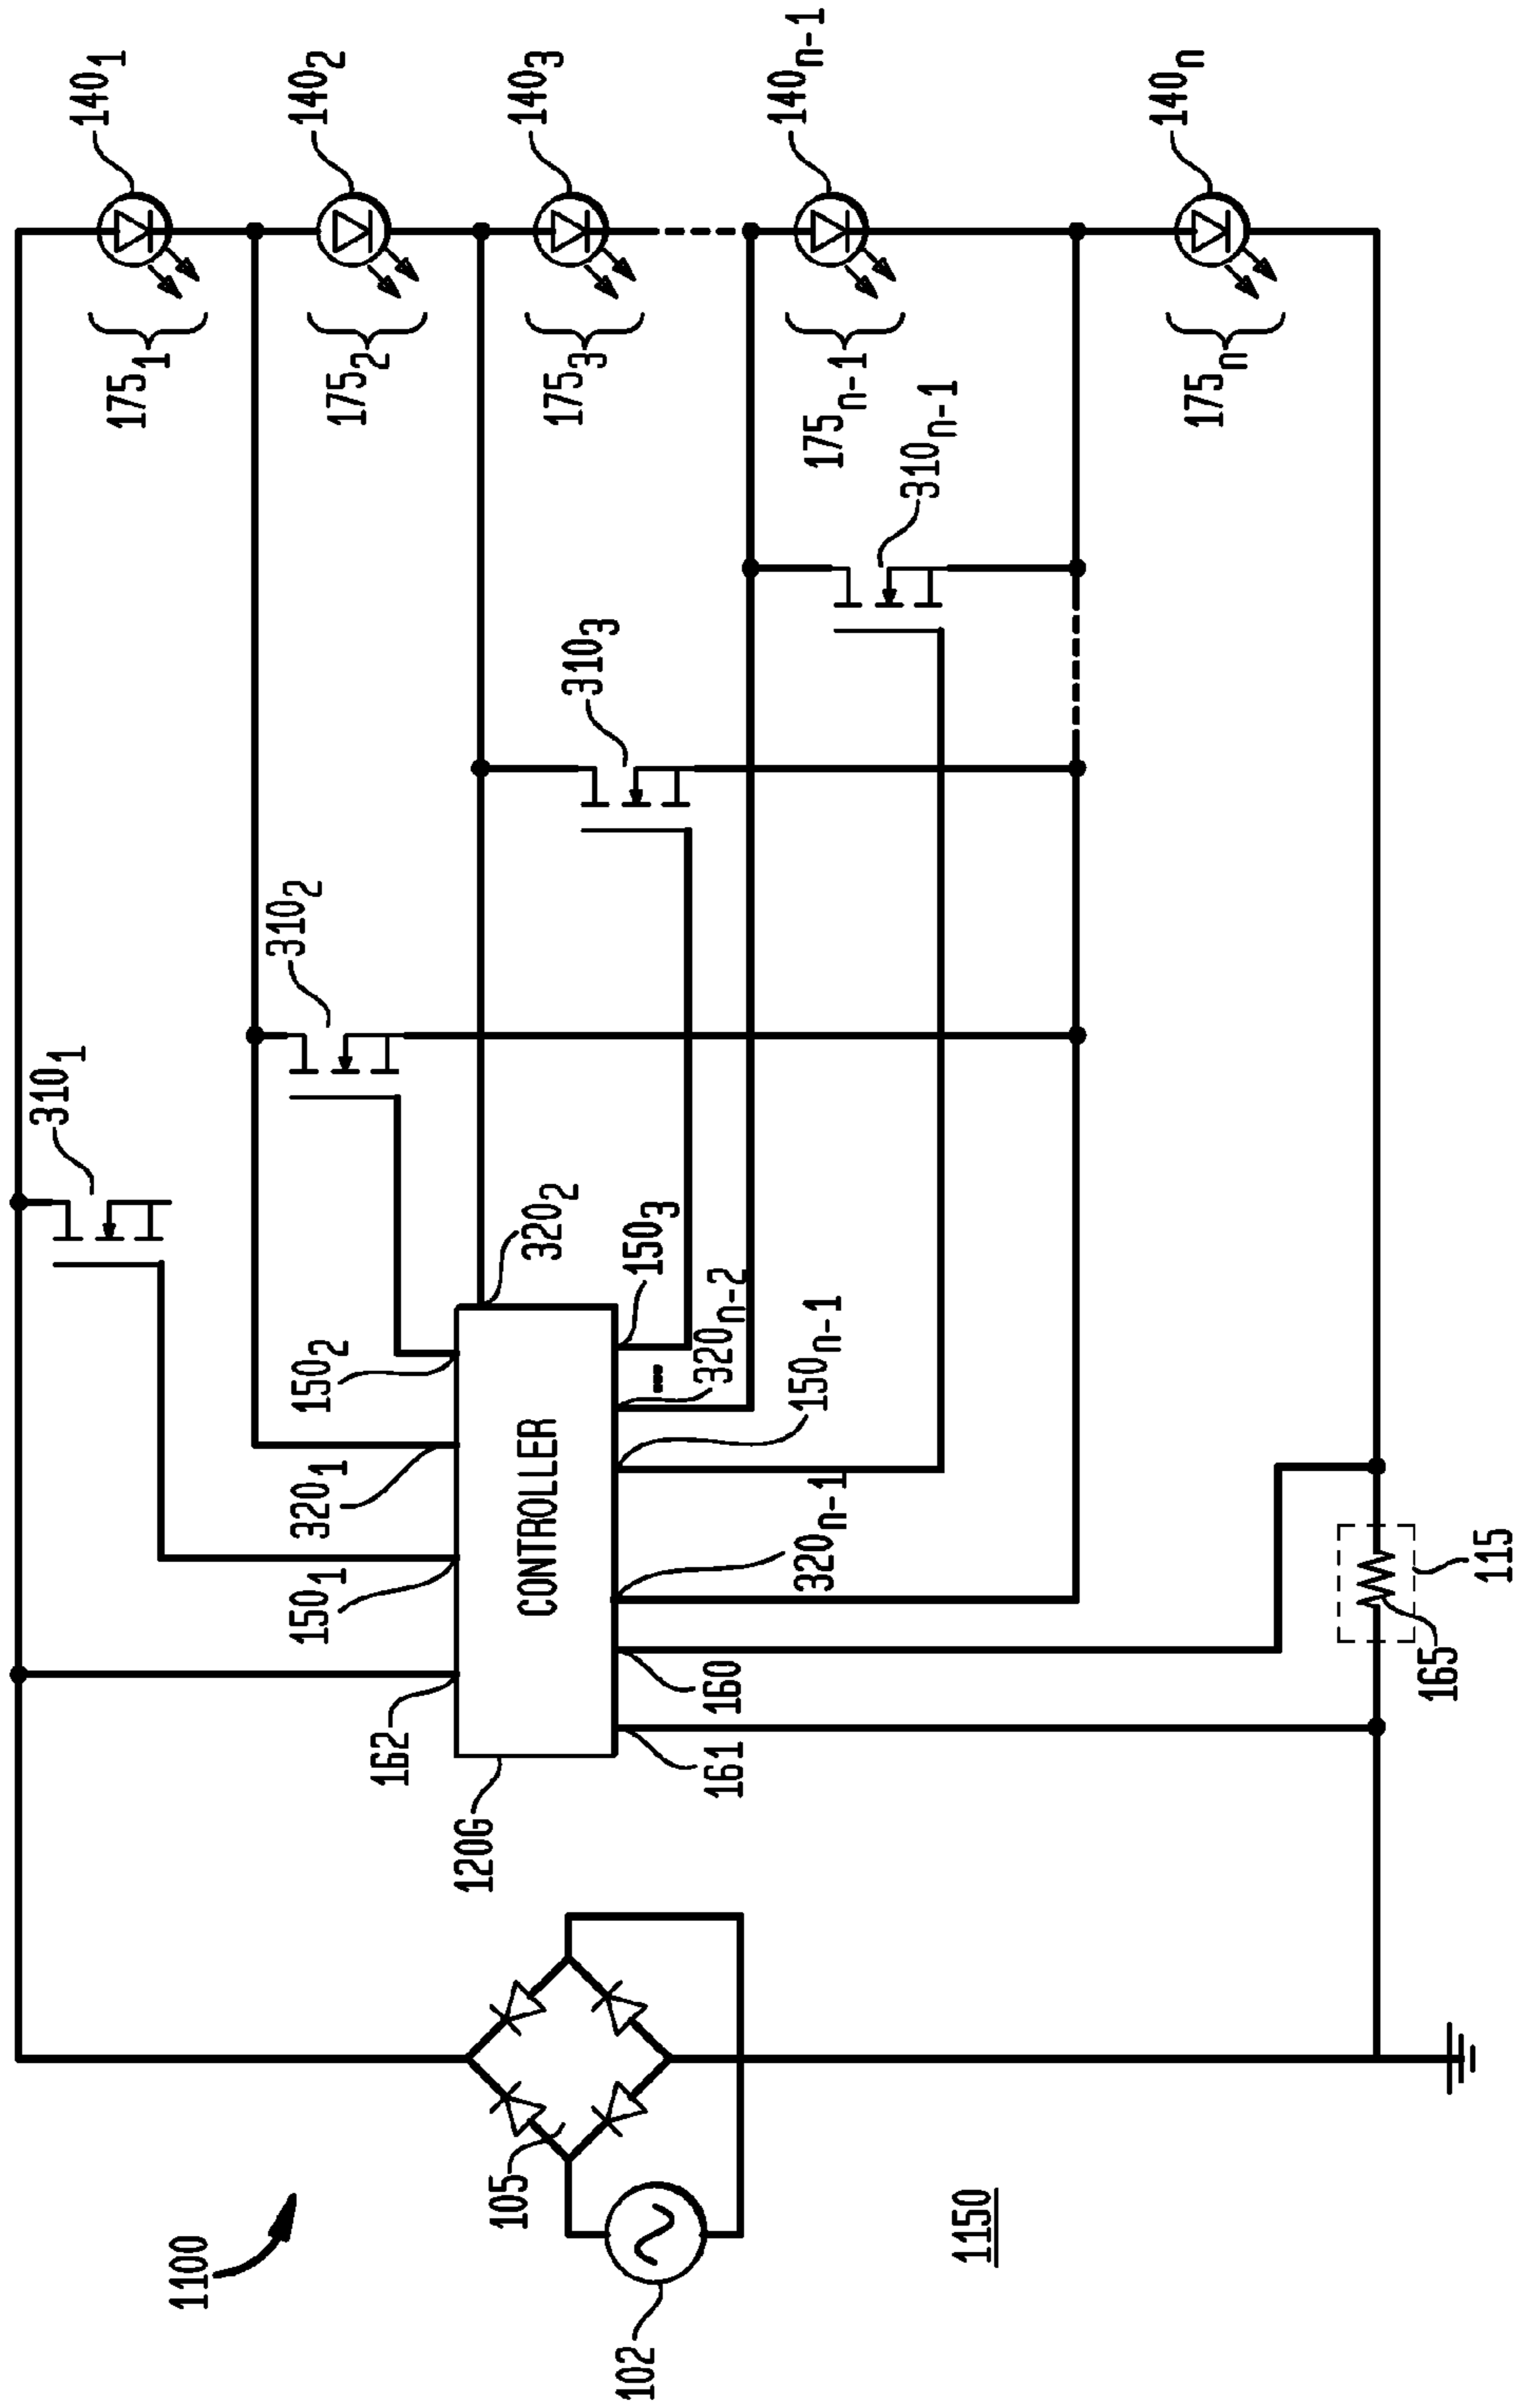 140₁
140₂
140₃
140ₙ₋₁
140ₙ
175₁
175₂
175₃
175ₙ₋₁
175ₙ
310₁
310₂
310₃
310ₙ₋₁
150₁
320₁
150₂
320₂
150₃
...
320ₙ₋₂
150ₙ₋₁
320ₙ₋₁
160
161
162
CONTROLLER
120G
115
165
105
102
1100
1150